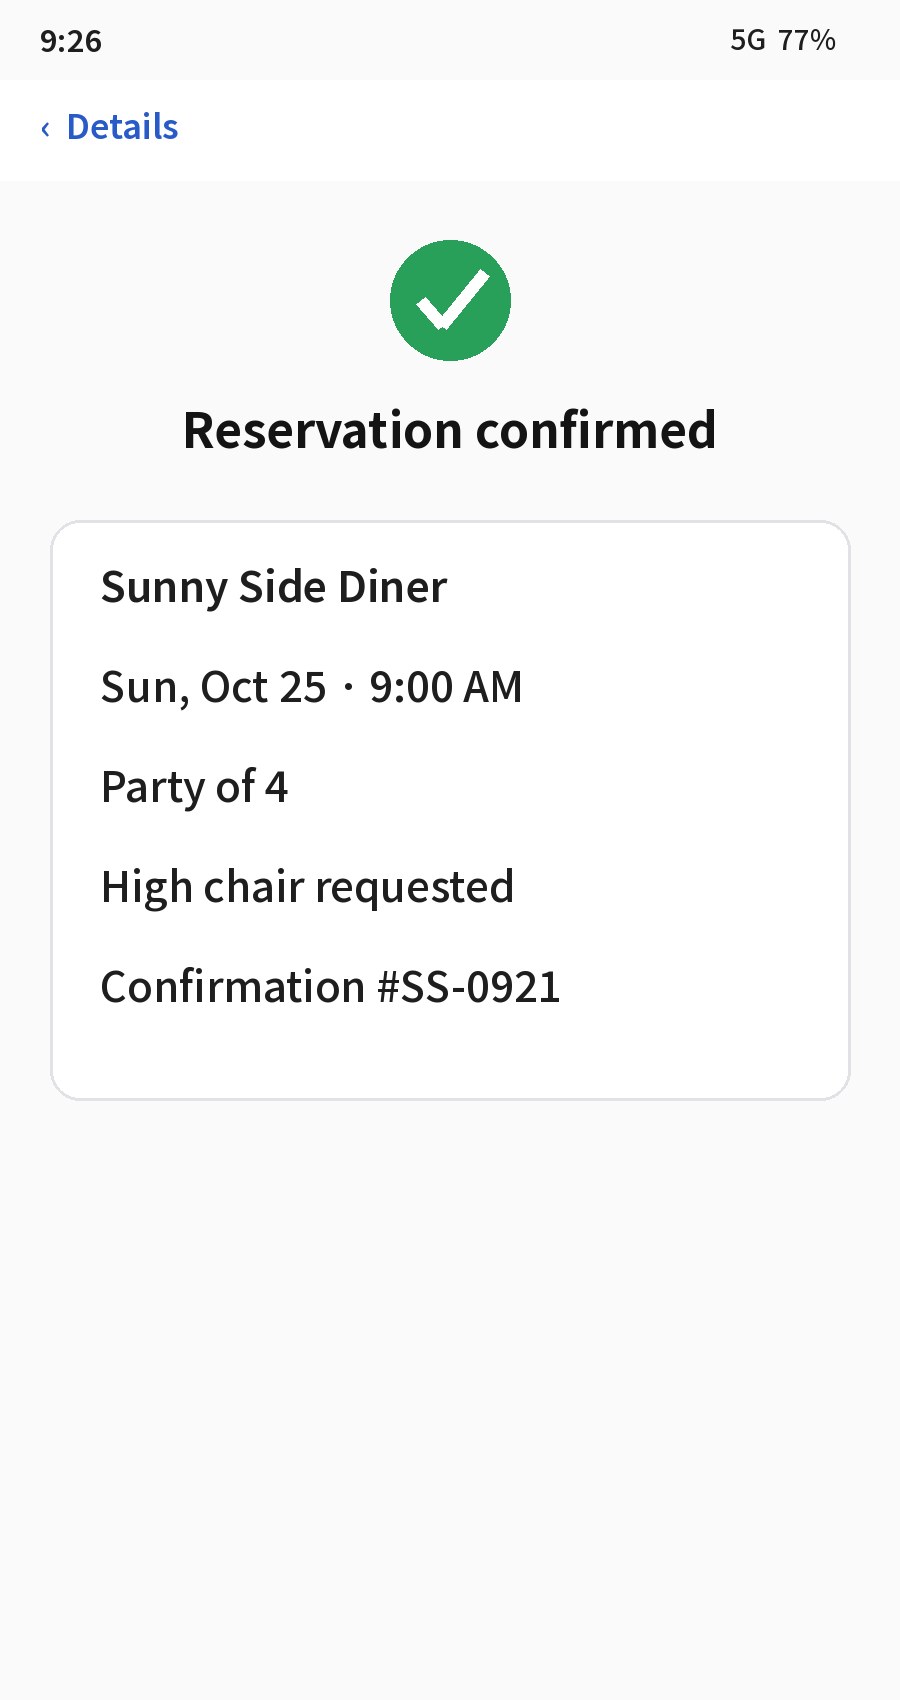 9:26 5G 77%
‹ Details
Reservation confirmed
Sunny Side Diner
Sun, Oct 25 · 9:00 AM
Party of 4
High chair requested
Confirmation #SS-0921